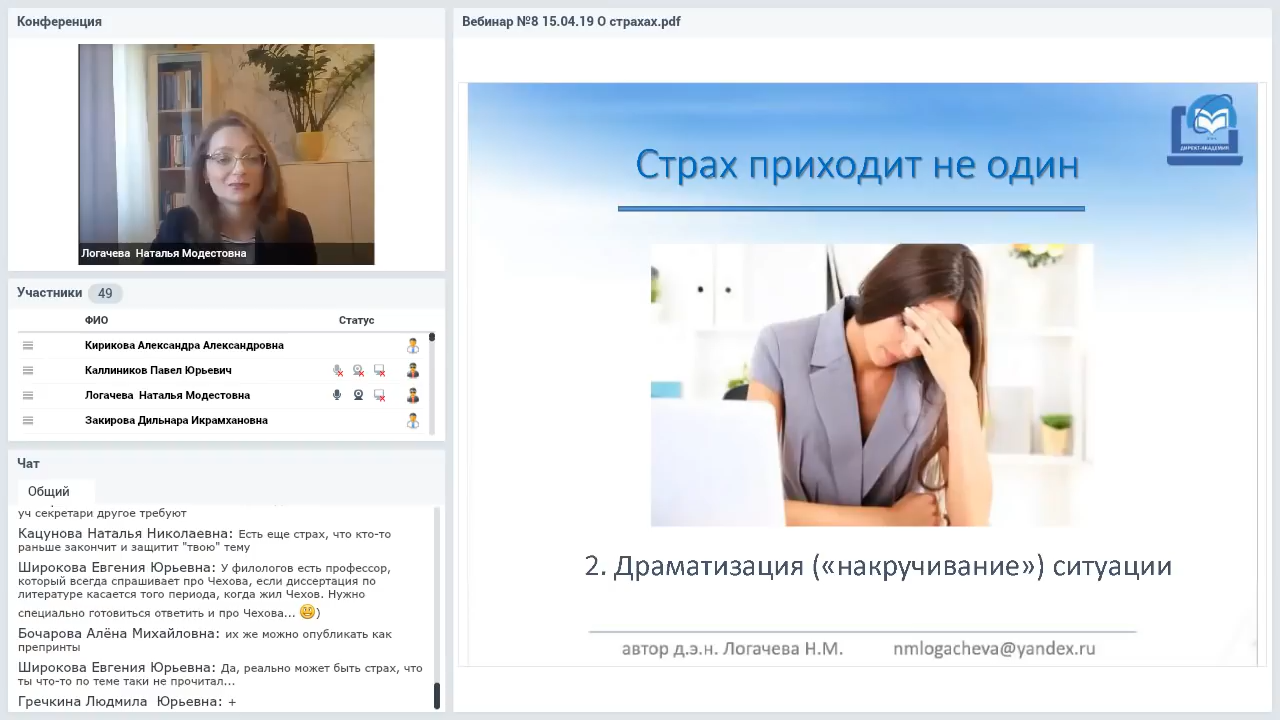 Конференция
Логачева  Наталья Модестовна
Участники 49
ФИО Статус
Кирикова Александра Александровна
Каллиников Павел Юрьевич
Логачева  Наталья Модестовна
Закирова Дильнара Икрамхановна
Чат
Общий
уч секретари другое требуют
Кацунова Наталья Николаевна: Есть еще страх, что кто-то
раньше закончит и защитит "твою" тему
Широкова Евгения Юрьевна: У филологов есть профессор,
который всегда спрашивает про Чехова, если диссертация по
литературе касается того периода, когда жил Чехов. Нужно
специально готовиться ответить и про Чехова... )
Бочарова Алёна Михайловна: их же можно опубликать как
препринты
Широкова Евгения Юрьевна: Да, реально может быть страх, что
ты что-то по теме таки не прочитал...
Гречкина Людмила  Юрьевна: +
Вебинар №8 15.04.19 О страхах.pdf
ДИРЕКТ-АКАДЕМИЯ
Страх приходит не один
2. Драматизация («накручивание») ситуации
автор д.э.н. Логачева Н.М. nmlogacheva@yandex.ru